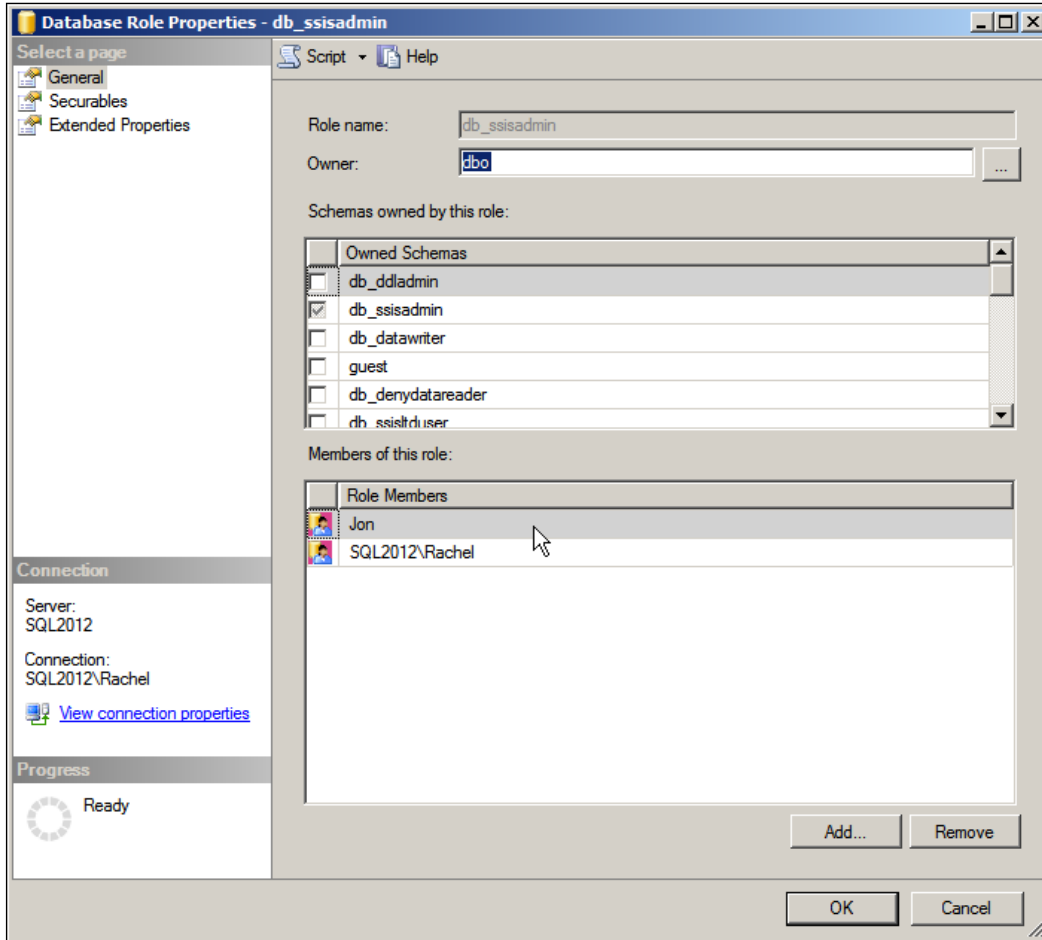 Database Role Properties - db_ssisadmin
Select a page
General
Securables
Extended Properties
Script
Help
Role name:
db_ssisadmin
Owner:
dbo
...
Schemas owned by this role:
Owned Schemas
db_ddladmin
db_ssisadmin
db_datawriter
guest
db_denydatareader
db_ssisltduser
Members of this role:
Role Members
Jon
SQL2012\Rachel
Connection
Server:
SQL2012
Connection:
SQL2012\Rachel
View connection properties
Progress
Ready
Add...
Remove
OK
Cancel